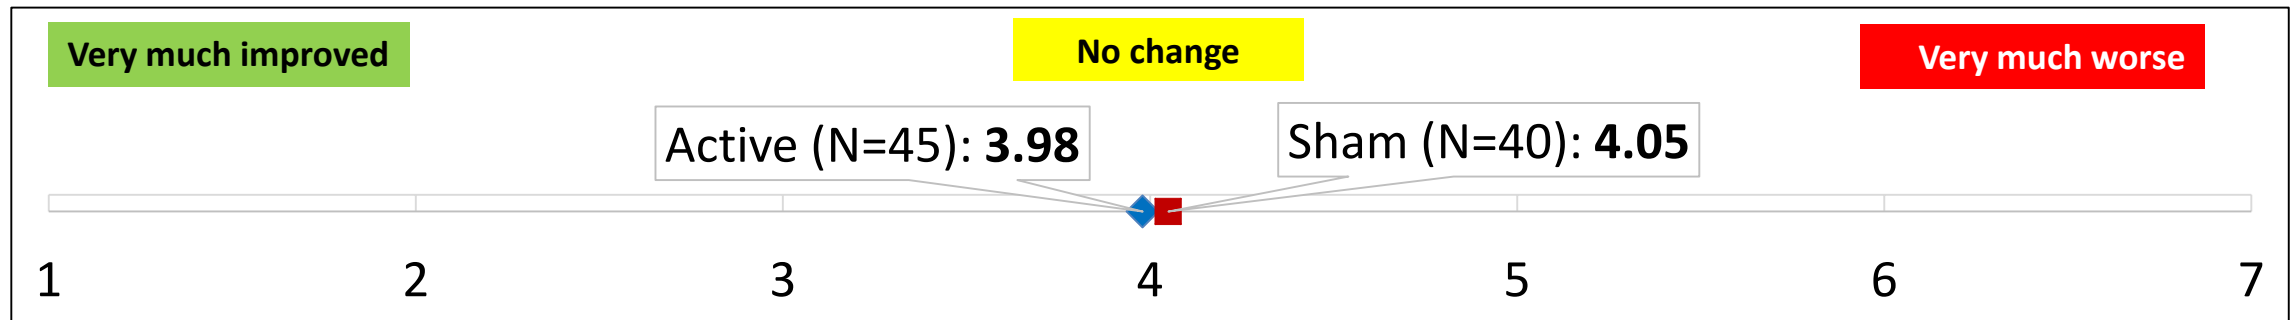 Very much improved
No change
Very much worse
Active (N=45): 3.98
Sham (N=40): 4.05
1 2 3 4 5 6 7